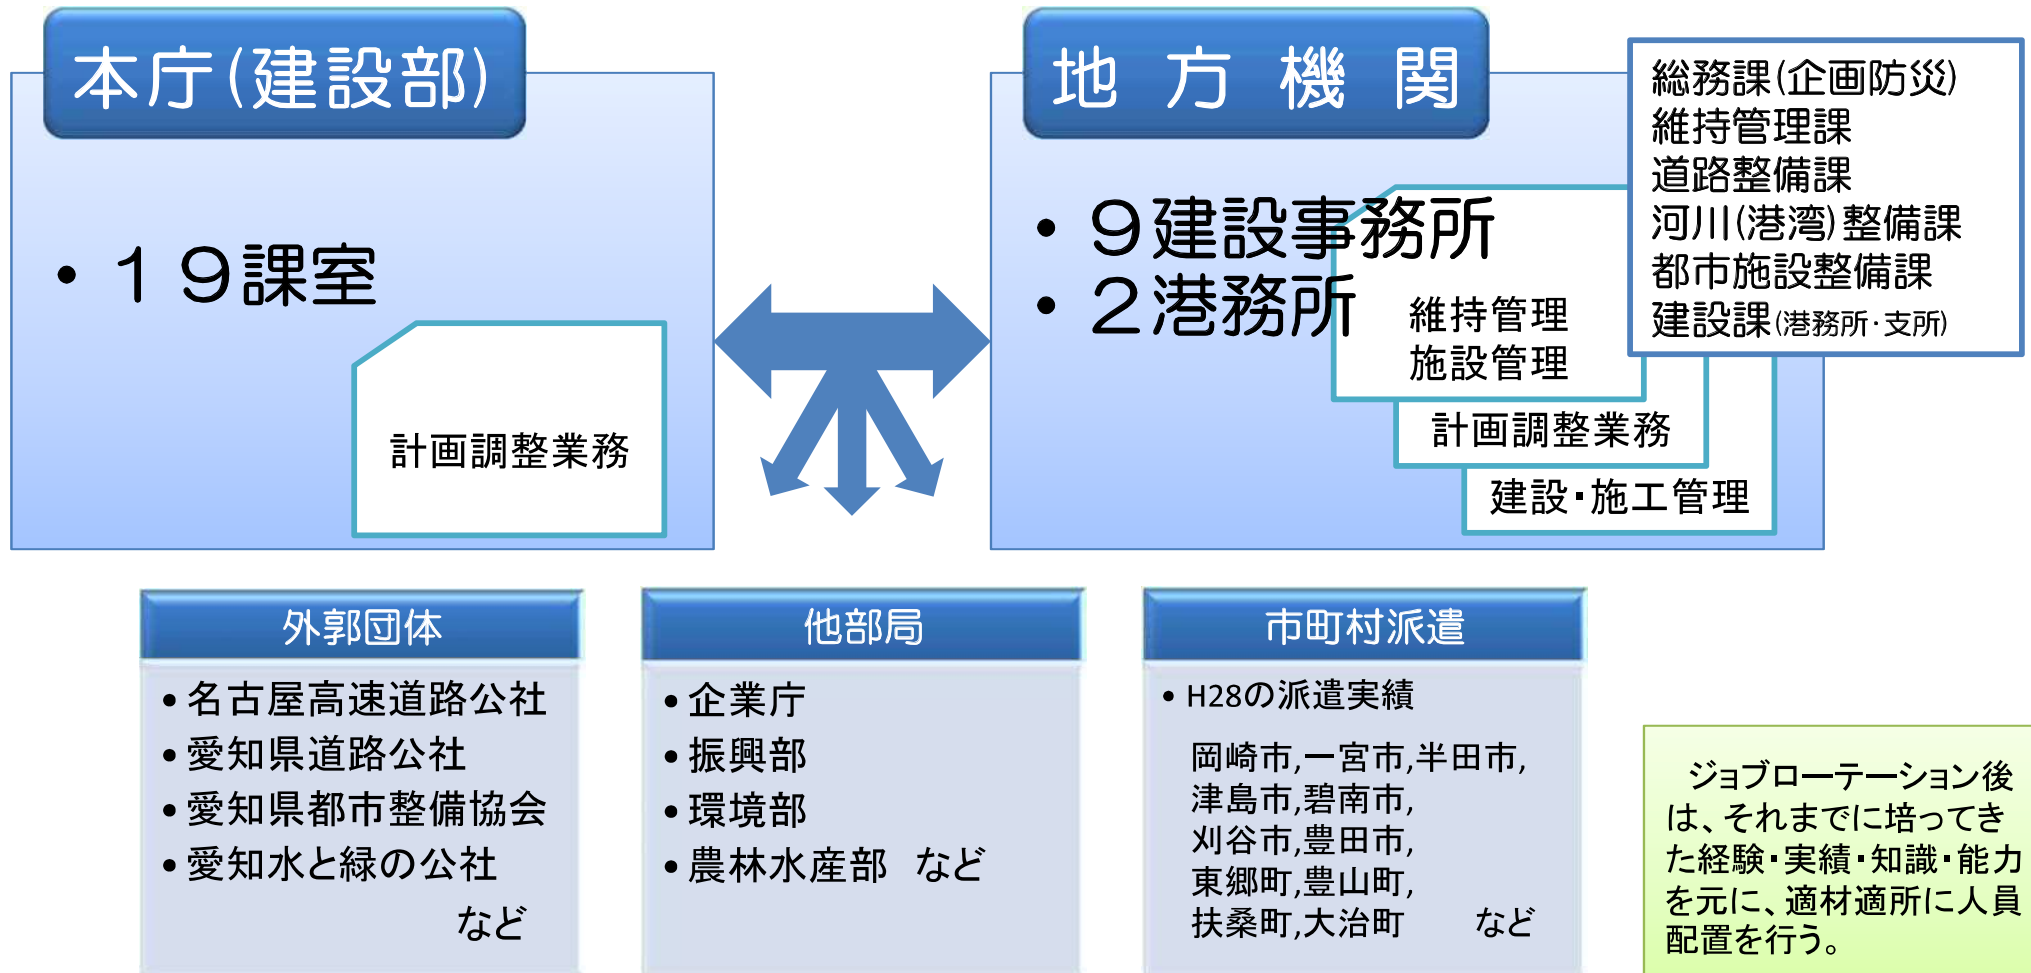 本庁(建設部)
・１９課室
計画調整業務
地方機関
・９建設事務所
・２港務所
維持管理
施設管理
計画調整業務
建設・施工管理
総務課(企画防災)
維持管理課
道路整備課
河川(港湾)整備課
都市施設整備課
建設課(港務所・支所)
外郭団体
•名古屋高速道路公社
•愛知県道路公社
•愛知県都市整備協会
•愛知水と緑の公社
など
他部局
•企業庁
•振興部
•環境部
•農林水産部　など
市町村派遣
•H28の派遣実績
岡崎市,一宮市,半田市,
津島市,碧南市,
刈谷市,豊田市,
東郷町,豊山町,
扶桑町,大治町　など
ジョブローテーション後
は、それまでに培ってき
た経験・実績・知識・能力
を元に、適材適所に人員
配置を行う。